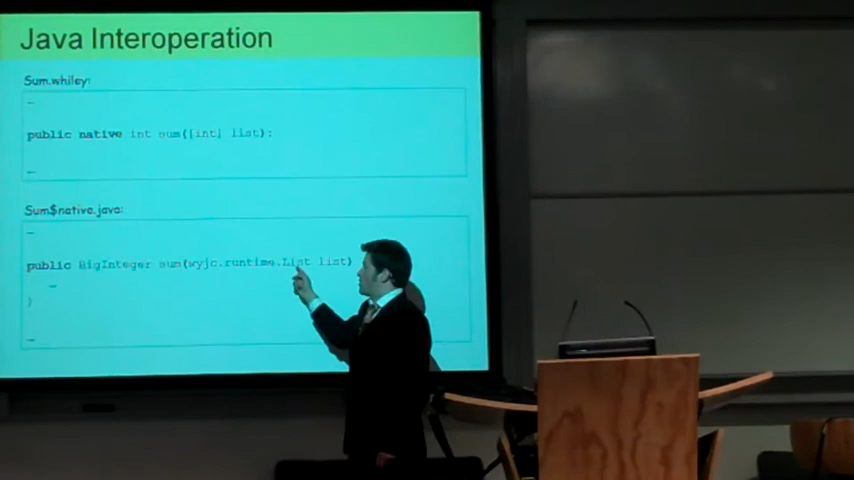 Java Interoperation
Sum.whiley:
...
public native int sum([int] list):
...
Sum$native.java:
...
public BigInteger sum(wyjc.runtime.List list)
...
}
...